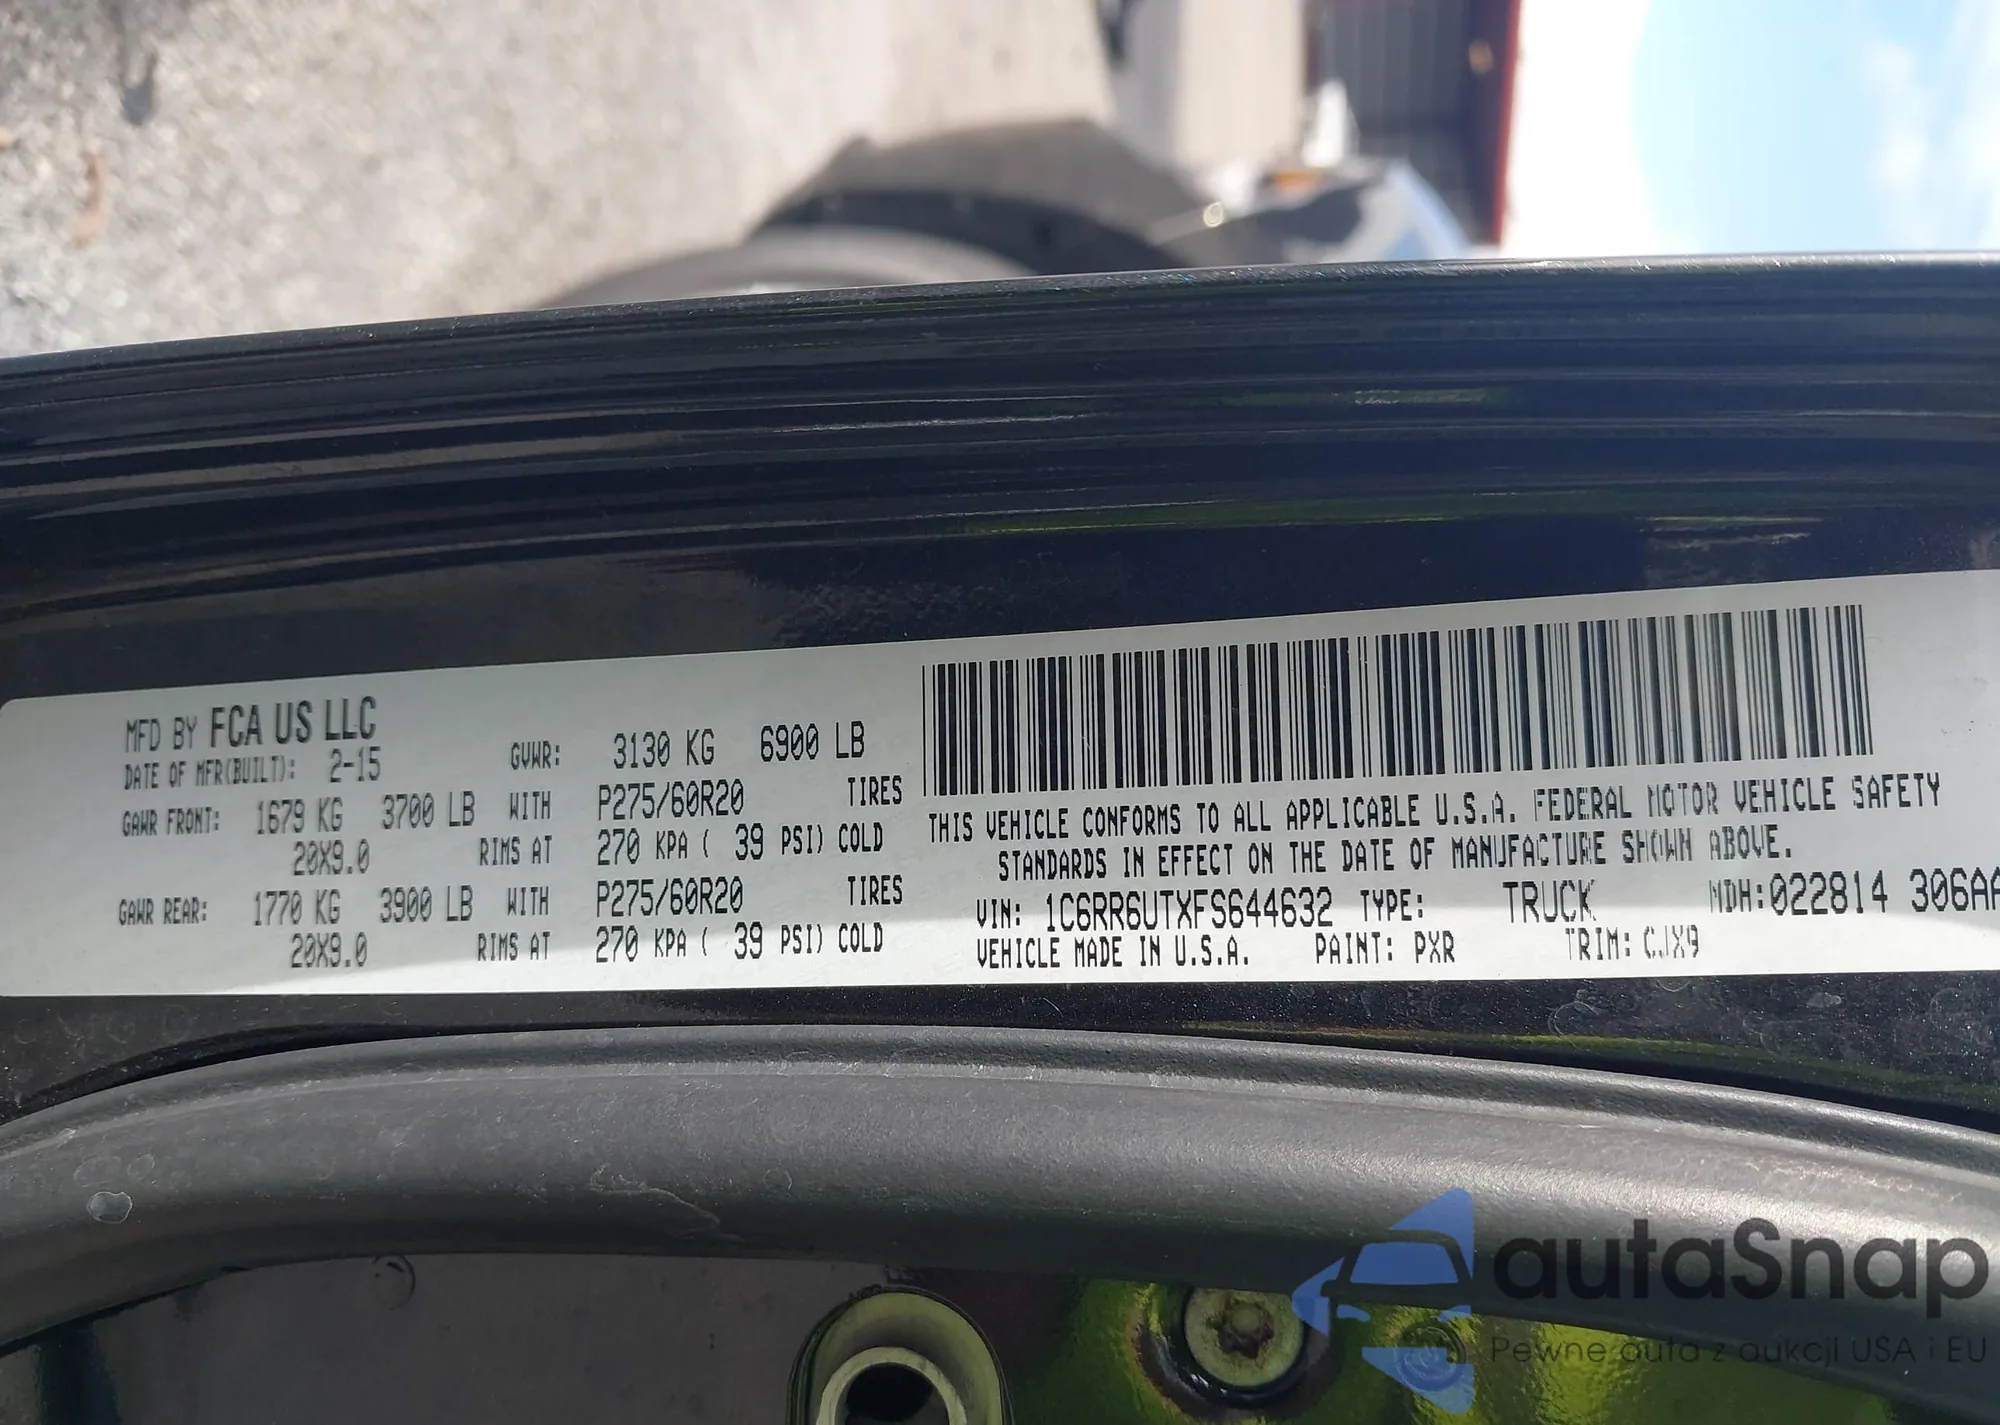 MFD BY FCA US LLC
DATE OF MFR(BUILT): 2-15 GVWR: 3130 KG 6900 LB
GAWR FRONT: 1679 KG 3700 LB WITH P275/60R20 TIRES
20X9.0 RIMS AT 270 KPA ( 39 PSI) COLD
GAWR REAR: 1770 KG 3900 LB WITH P275/60R20 TIRES
20X9.0 RIMS AT 270 KPA ( 39 PSI) COLD
THIS VEHICLE CONFORMS TO ALL APPLICABLE U.S.A. FEDERAL MOTOR VEHICLE SAFETY
STANDARDS IN EFFECT ON THE DATE OF MANUFACTURE SHOWN ABOVE.
VIN: 1C6RR6UTXFS644632 TYPE: TRUCK MDH:022814 306AA
VEHICLE MADE IN U.S.A. PAINT: PXR TRIM: CJX9
autaSnap
Pewne auta z aukcji USA i EU